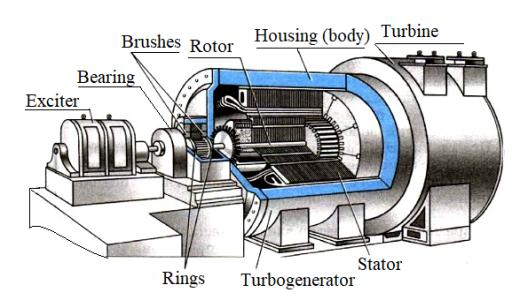 Brushes
Rotor
Housing (body)
Turbine
Bearing
Exciter
Rings
Turbogenerator
Stator